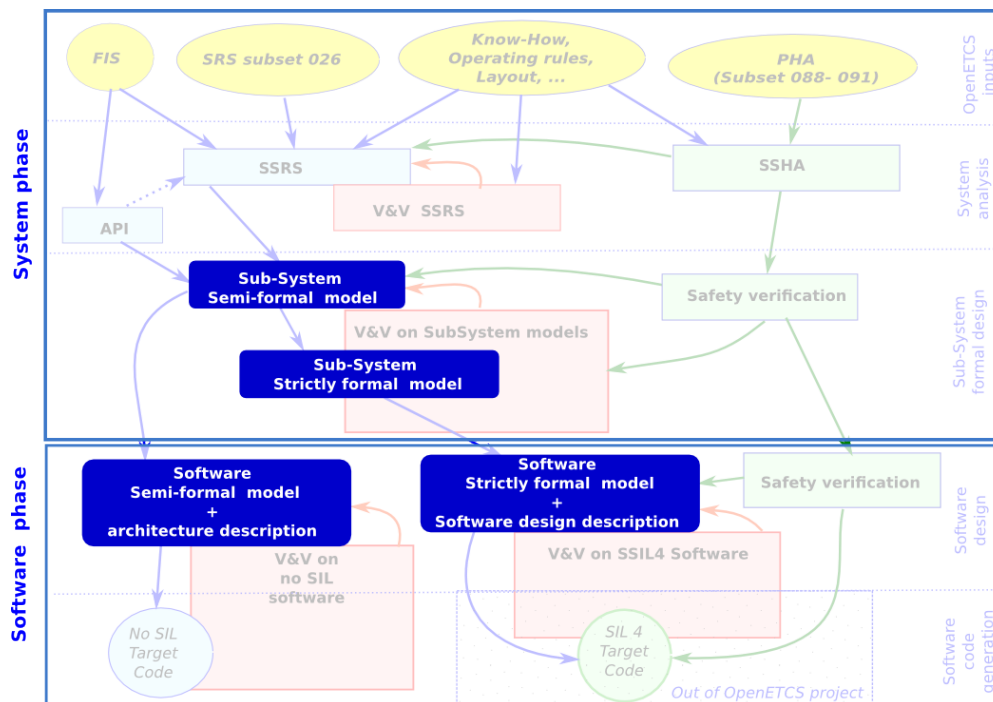 FIS
SRS subset 026
Know-How,
Operating rules,
Layout, ...
PHA
(Subset 088- 091)
OpenETCS
inputs
System phase
SSRS
SSHA
V&V SSRS
API
System
analysis
Sub-System
Semi-formal model
Safety verification
V&V on SubSystem models
Sub-System
Strictly formal model
Sub-System
formal design
Software phase
Software
Semi-formal model
+
architecture description
Software
Strictly formal model
+
Software design description
Safety verification
Software
design
V&V on
no SIL
software
V&V on SSIL4 Software
No SIL
Target
Code
SIL 4
Target
Code
Out of OpenETCS project
Software
code
generation